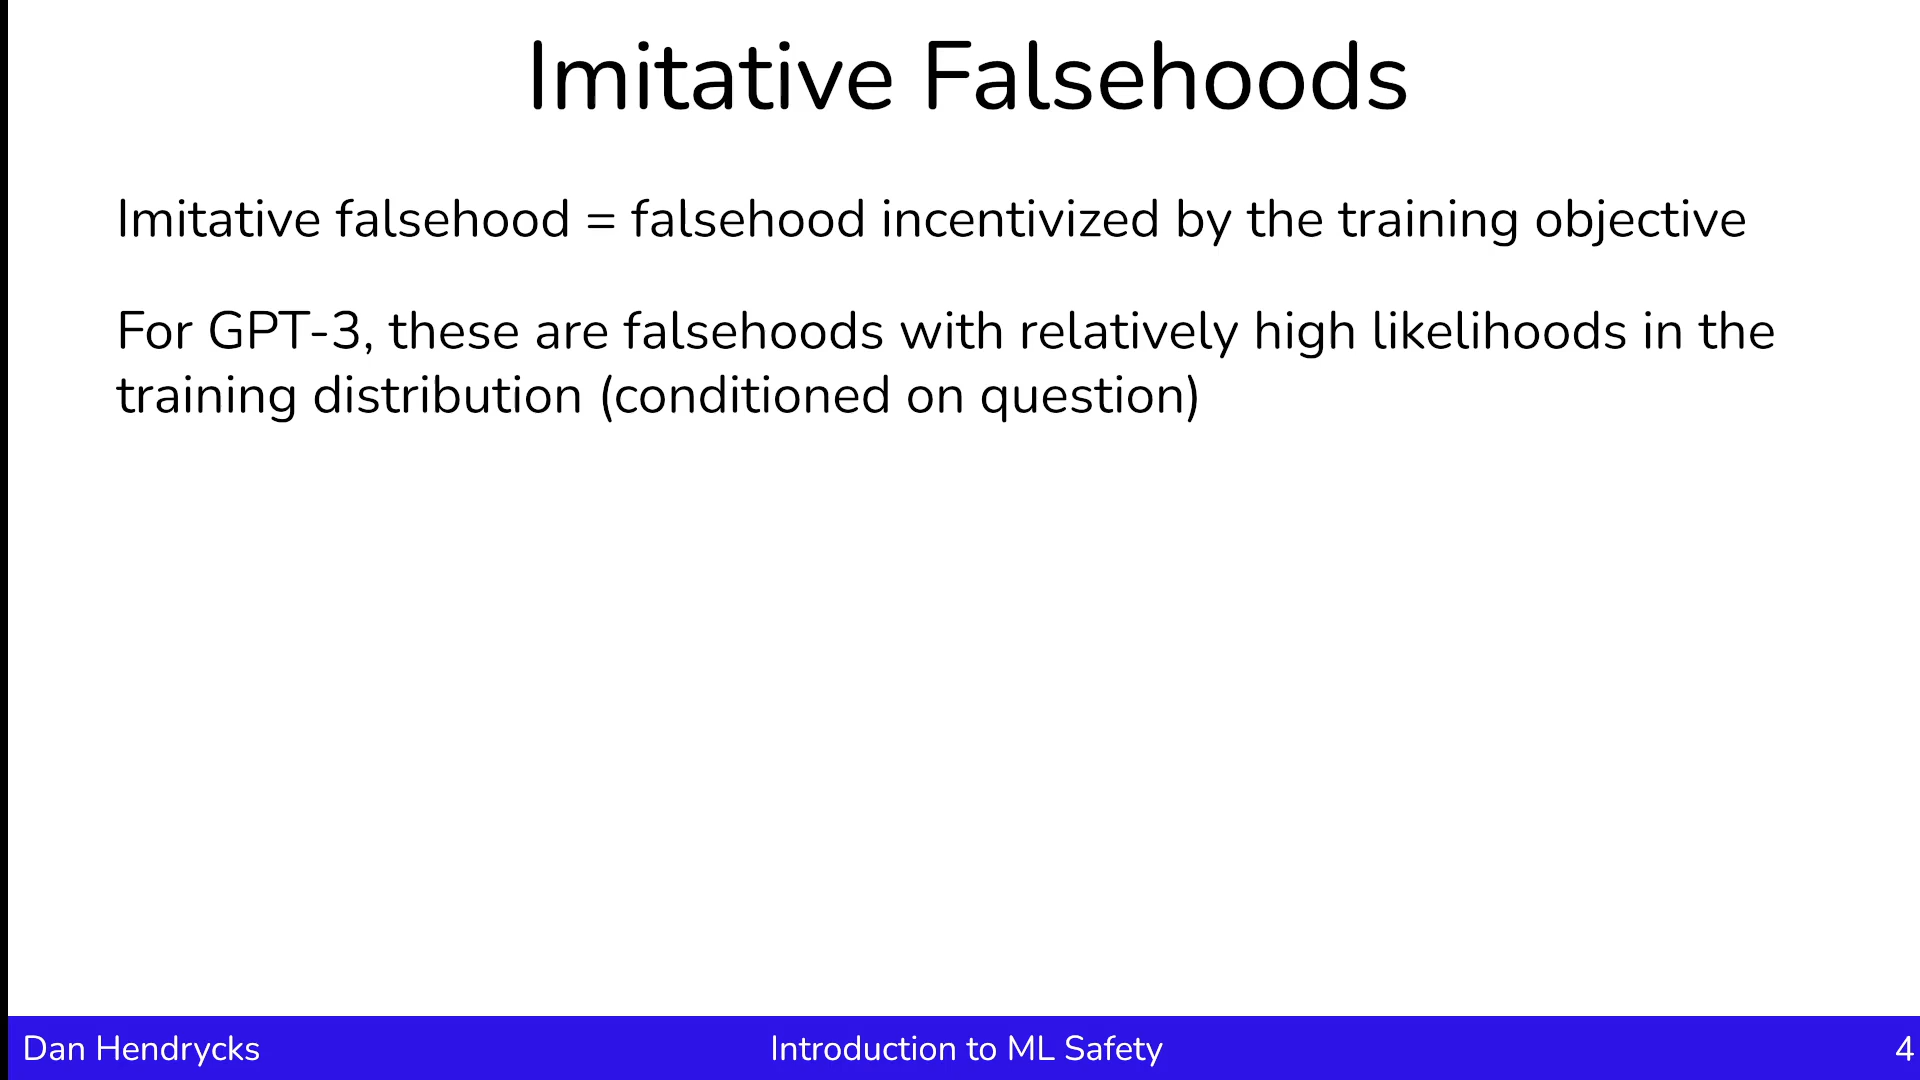 Imitative Falsehoods
Imitative falsehood = falsehood incentivized by the training objective
For GPT-3, these are falsehoods with relatively high likelihoods in the
training distribution (conditioned on question)
Dan Hendrycks
Introduction to ML Safety
4